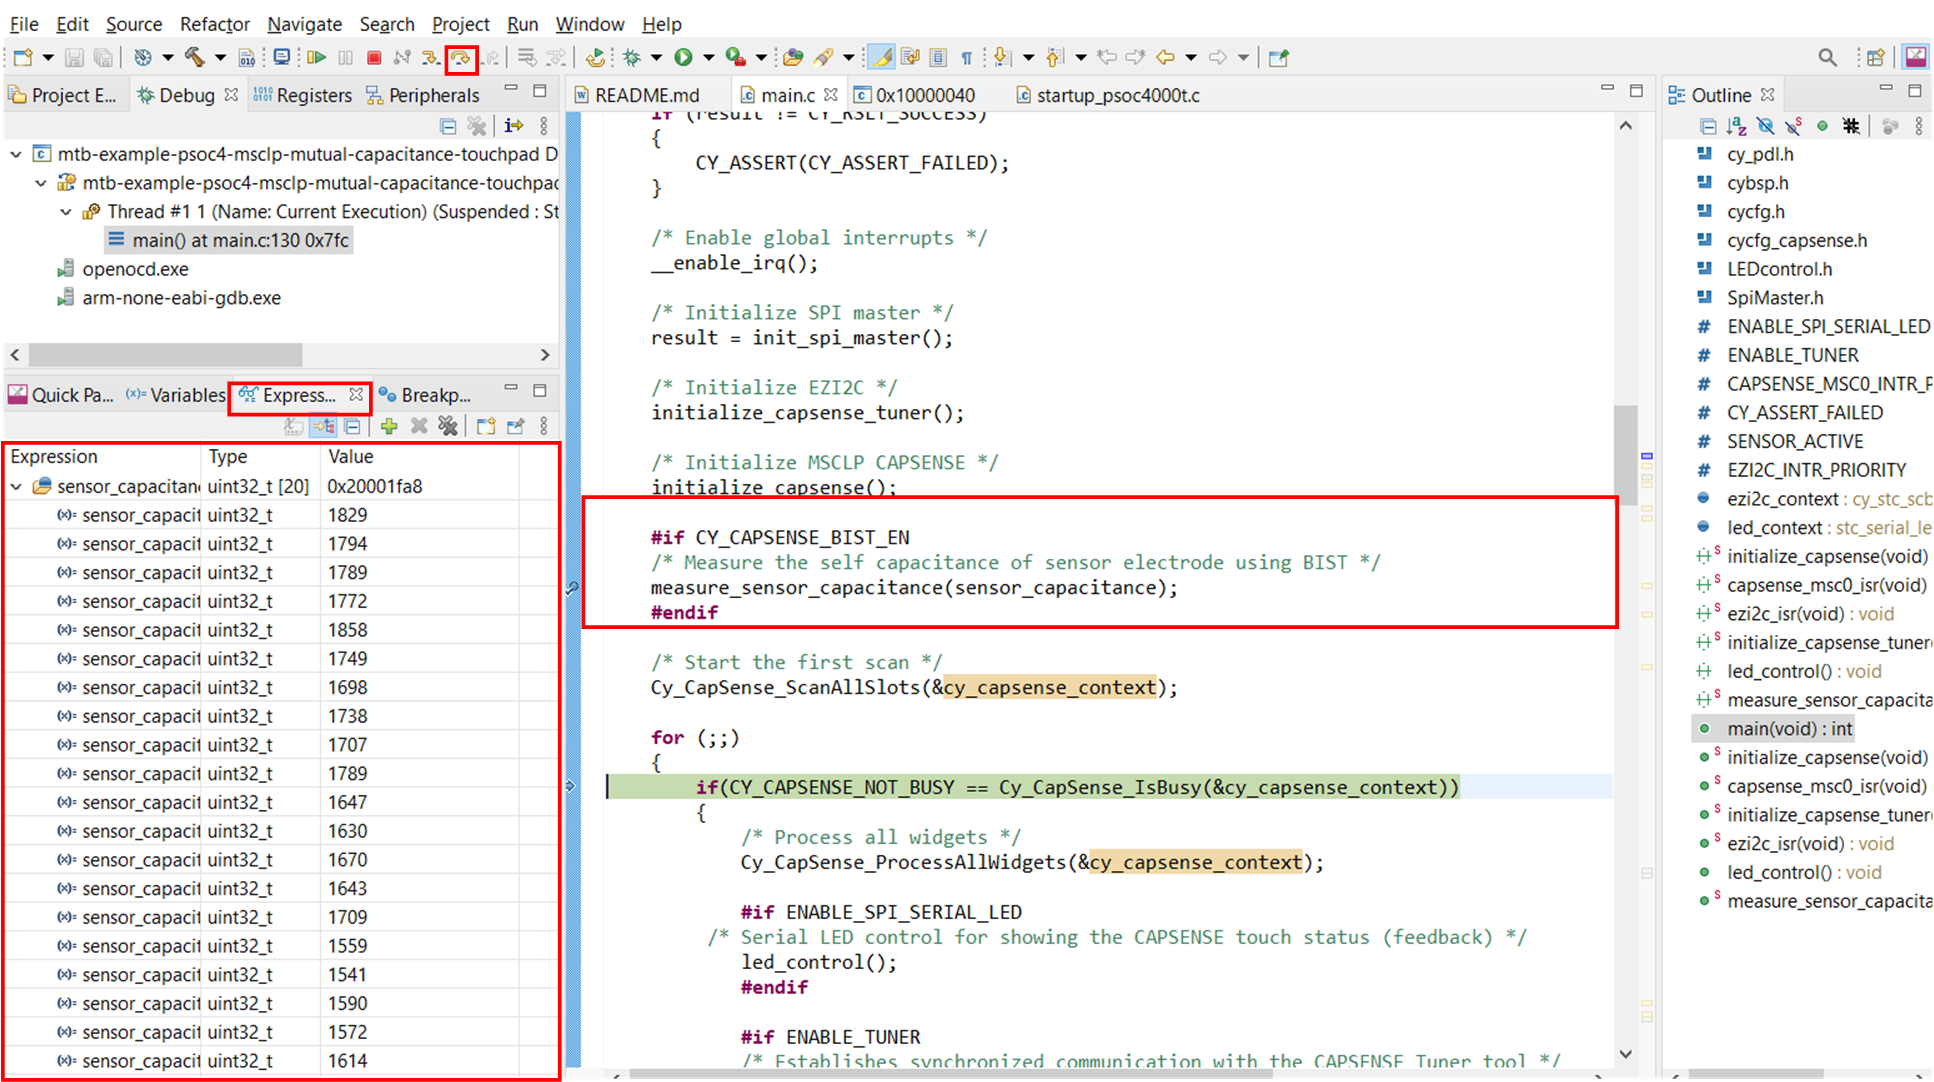 File Edit Source Refactor Navigate Search Project Run Window Help
Project E... Debug Registers Peripherals
mtb-example-psoc4-msclp-mutual-capacitance-touchpad D
mtb-example-psoc4-msclp-mutual-capacitance-touchpad
Thread #1 1 (Name: Current Execution) (Suspended : St
main() at main.c:130 0x7fc
openocd.exe
arm-none-eabi-gdb.exe
Quick Pa... (x)= Variables Express... Breakp...
Expression Type Value
sensor_capacitan uint32_t [20] 0x20001fa8
(x)= sensor_capacit uint32_t 1829
(x)= sensor_capacit uint32_t 1794
(x)= sensor_capacit uint32_t 1789
(x)= sensor_capacit uint32_t 1772
(x)= sensor_capacit uint32_t 1858
(x)= sensor_capacit uint32_t 1749
(x)= sensor_capacit uint32_t 1698
(x)= sensor_capacit uint32_t 1738
(x)= sensor_capacit uint32_t 1707
(x)= sensor_capacit uint32_t 1789
(x)= sensor_capacit uint32_t 1647
(x)= sensor_capacit uint32_t 1630
(x)= sensor_capacit uint32_t 1670
(x)= sensor_capacit uint32_t 1643
(x)= sensor_capacit uint32_t 1709
(x)= sensor_capacit uint32_t 1559
(x)= sensor_capacit uint32_t 1541
(x)= sensor_capacit uint32_t 1590
(x)= sensor_capacit uint32_t 1572
(x)= sensor_capacit uint32_t 1614
README.md main.c 0x10000040 startup_psoc4000t.c
if (result != CY_RSLT_SUCCESS)
{
CY_ASSERT(CY_ASSERT_FAILED);
}
/* Enable global interrupts */
__enable_irq();
/* Initialize SPI master */
result = init_spi_master();
/* Initialize EZI2C */
initialize_capsense_tuner();
/* Initialize MSCLP CAPSENSE */
initialize_capsense();
#if CY_CAPSENSE_BIST_EN
/* Measure the self capacitance of sensor electrode using BIST */
measure_sensor_capacitance(sensor_capacitance);
#endif
/* Start the first scan */
Cy_CapSense_ScanAllSlots(&cy_capsense_context);
for (;;)
{
if(CY_CAPSENSE_NOT_BUSY == Cy_CapSense_IsBusy(&cy_capsense_context))
{
/* Process all widgets */
Cy_CapSense_ProcessAllWidgets(&cy_capsense_context);
#if ENABLE_SPI_SERIAL_LED
/* Serial LED control for showing the CAPSENSE touch status (feedback) */
led_control();
#endif
#if ENABLE_TUNER
/* Establishes synchronized communication with the CAPSENSE Tuner tool */
Outline
cy_pdl.h
cybsp.h
cycfg.h
cycfg_capsense.h
LEDcontrol.h
SpiMaster.h
ENABLE_SPI_SERIAL_LED
ENABLE_TUNER
CAPSENSE_MSC0_INTR_P
CY_ASSERT_FAILED
SENSOR_ACTIVE
EZI2C_INTR_PRIORITY
ezi2c_context : cy_stc_scb
led_context : stc_serial_le
initialize_capsense(void)
capsense_msc0_isr(void)
ezi2c_isr(void) : void
initialize_capsense_tuner(
led_control() : void
measure_sensor_capacita
main(void) : int
initialize_capsense(void)
capsense_msc0_isr(void)
initialize_capsense_tuner(
ezi2c_isr(void) : void
led_control() : void
measure_sensor_capacita